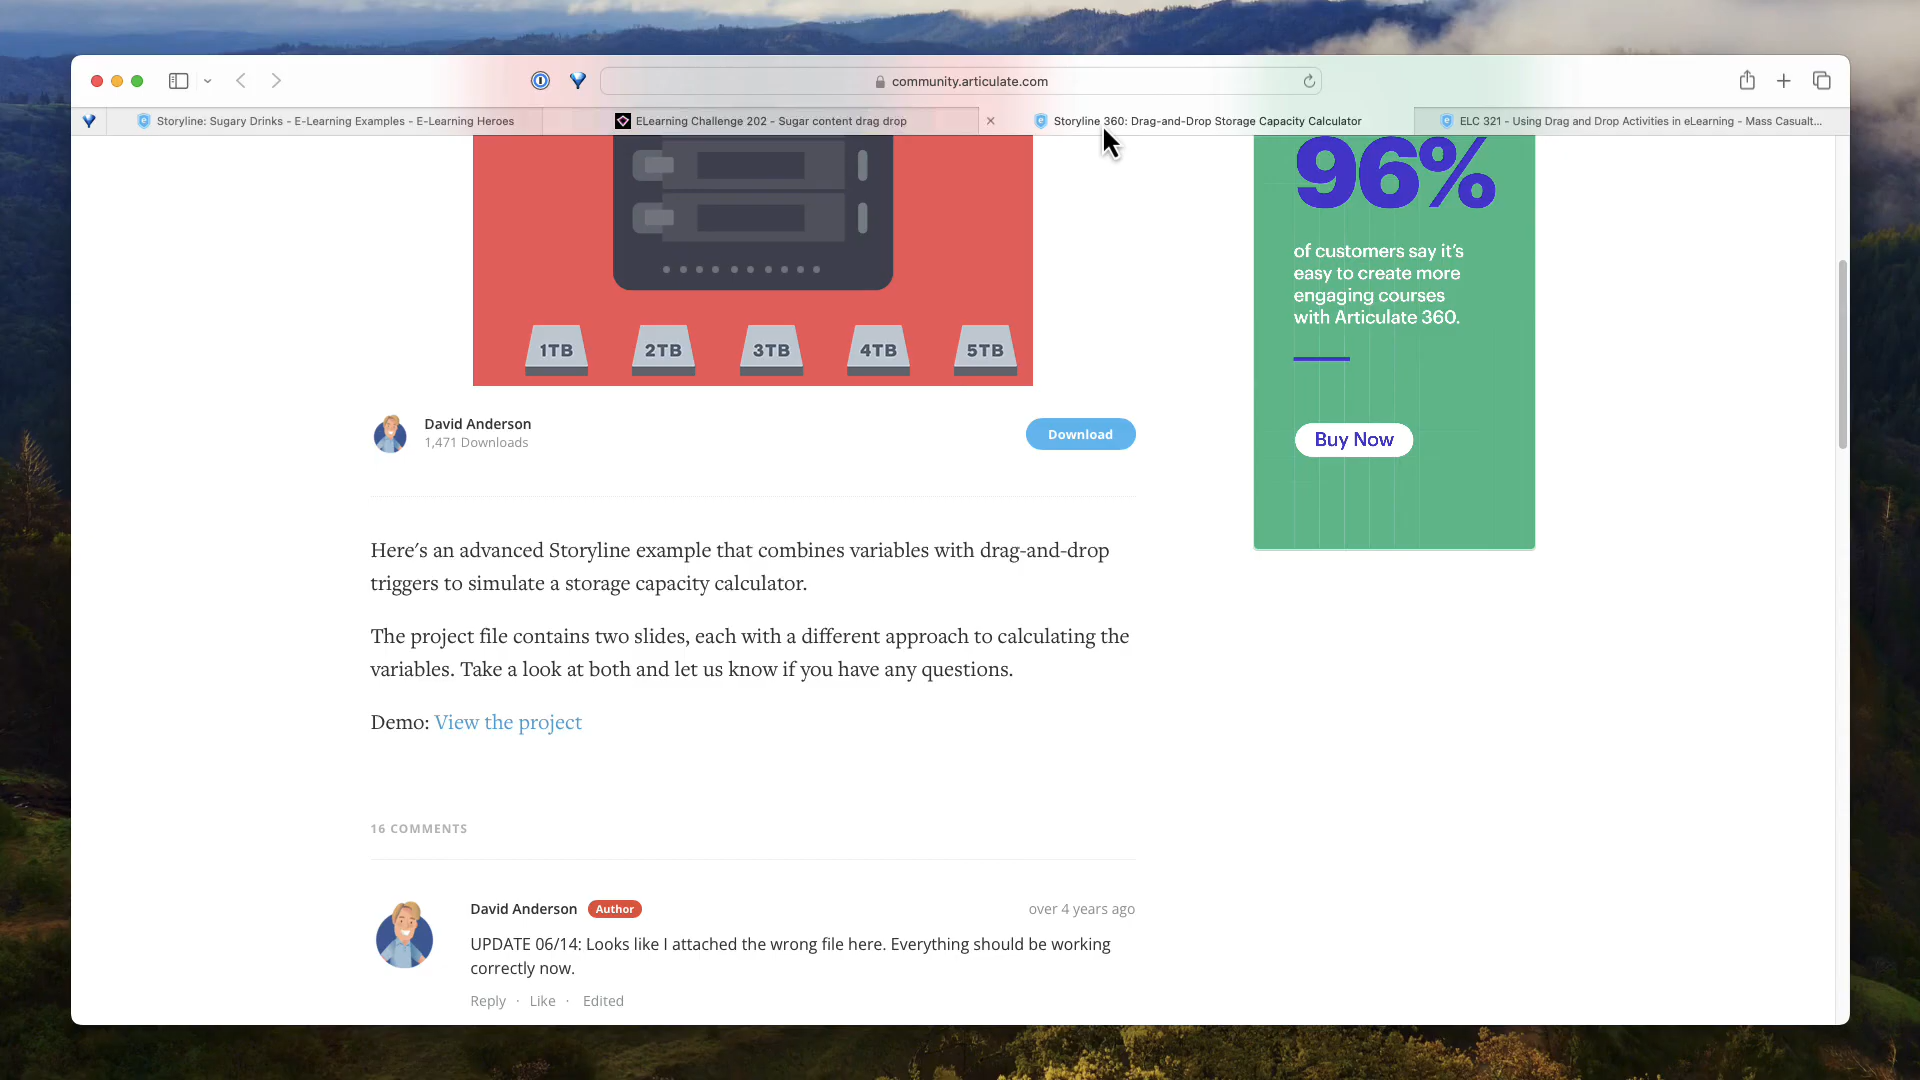 community.articulate.com
Storyline: Sugary Drinks - E-Learning Examples - E-Learning Heroes
ELearning Challenge 202 - Sugar content drag drop
Storyline 360: Drag-and-Drop Storage Capacity Calculator
ELC 321 - Using Drag and Drop Activities in eLearning - Mass Casualt...
1TB 2TB 3TB 4TB 5TB
David Anderson
1,471 Downloads
Download
Here's an advanced Storyline example that combines variables with drag-and-drop
triggers to simulate a storage capacity calculator.
The project file contains two slides, each with a different approach to calculating the
variables. Take a look at both and let us know if you have any questions.
Demo: View the project
16 COMMENTS
David Anderson Author over 4 years ago
UPDATE 06/14: Looks like I attached the wrong file here. Everything should be working
correctly now.
Reply · Like · Edited
96%
of customers say it's
easy to create more
engaging courses
with Articulate 360.
Buy Now